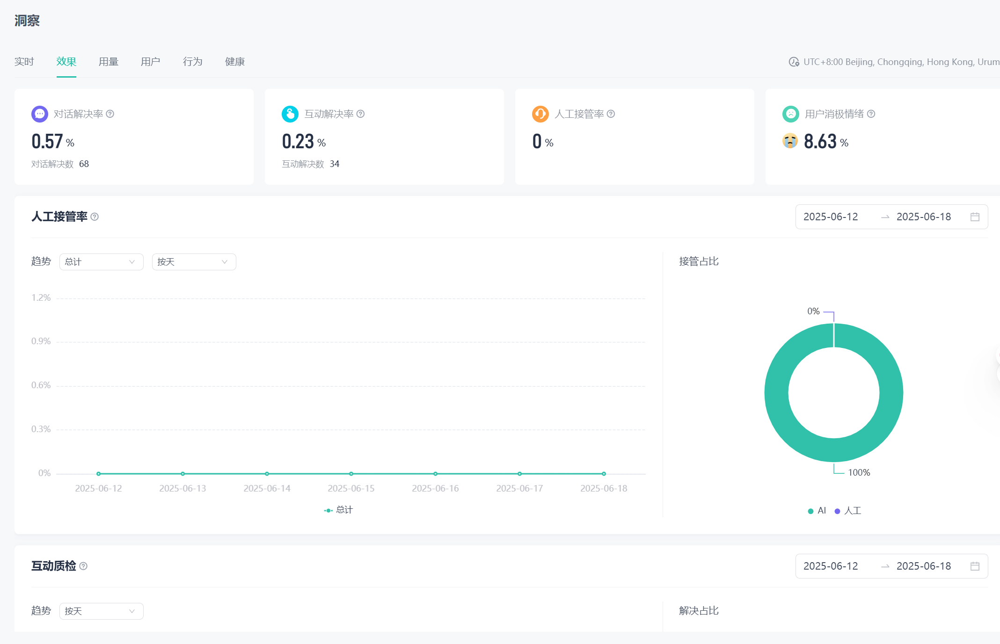 洞察
实时 效果 用量 用户 行为 健康 UTC+8:00 Beijing, Chongqing, Hong Kong, Urum
对话解决率 互动解决率 人工接管率 用户消极情绪
0.57 % 0.23 % 0 % 8.63 %
对话解决数 68 互动解决数 34
人工接管率 2025-06-12 → 2025-06-18
趋势 总计 按天 接管占比
1.2%
0.9%
0.6%
0.3%
0%
2025-06-12 2025-06-13 2025-06-14 2025-06-15 2025-06-16 2025-06-17 2025-06-18
总计
0%
100%
AI 人工
互动质检 2025-06-12 → 2025-06-18
趋势 按天 解决占比